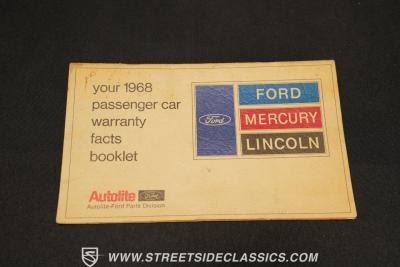 your 1968
passenger car
warranty
facts
booklet
Ford
FORD
MERCURY
LINCOLN
Autolite Ford
Autolite-Ford Parts Division
WWW.STREETSIDECLASSICS.COM